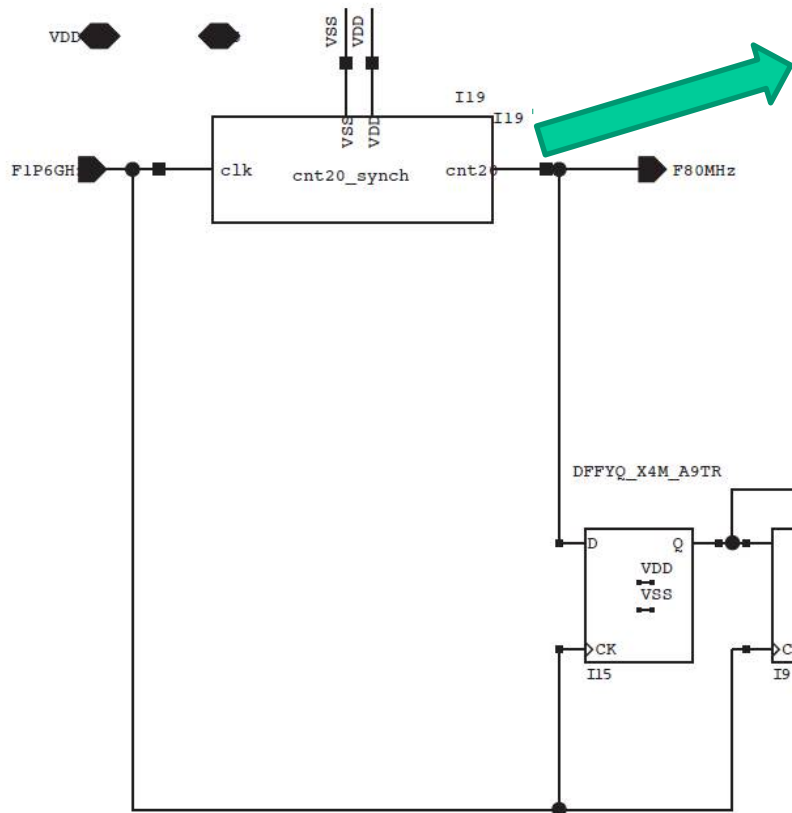 VDD
VSS
VDD
I19
I19
F1P6GH
clk
VSS
VDD
cnt20_synch
cnt20
F80MHz
DFFYQ_X4M_A9TR
D
Q
VDD
VSS
CK
I15
C
I9